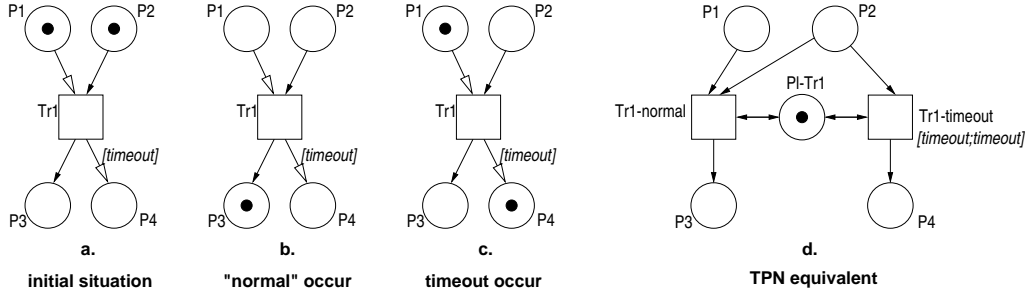 P1
P2
Tr1
[timeout]
P3
P4
a.
initial situation
P1
P2
Tr1
[timeout]
P3
P4
b.
"normal" occur
P1
P2
Tr1
[timeout]
P3
P4
c.
timeout occur
P1
P2
Pl-Tr1
Tr1-normal
Tr1-timeout
[timeout;timeout]
P3
P4
d.
TPN equivalent